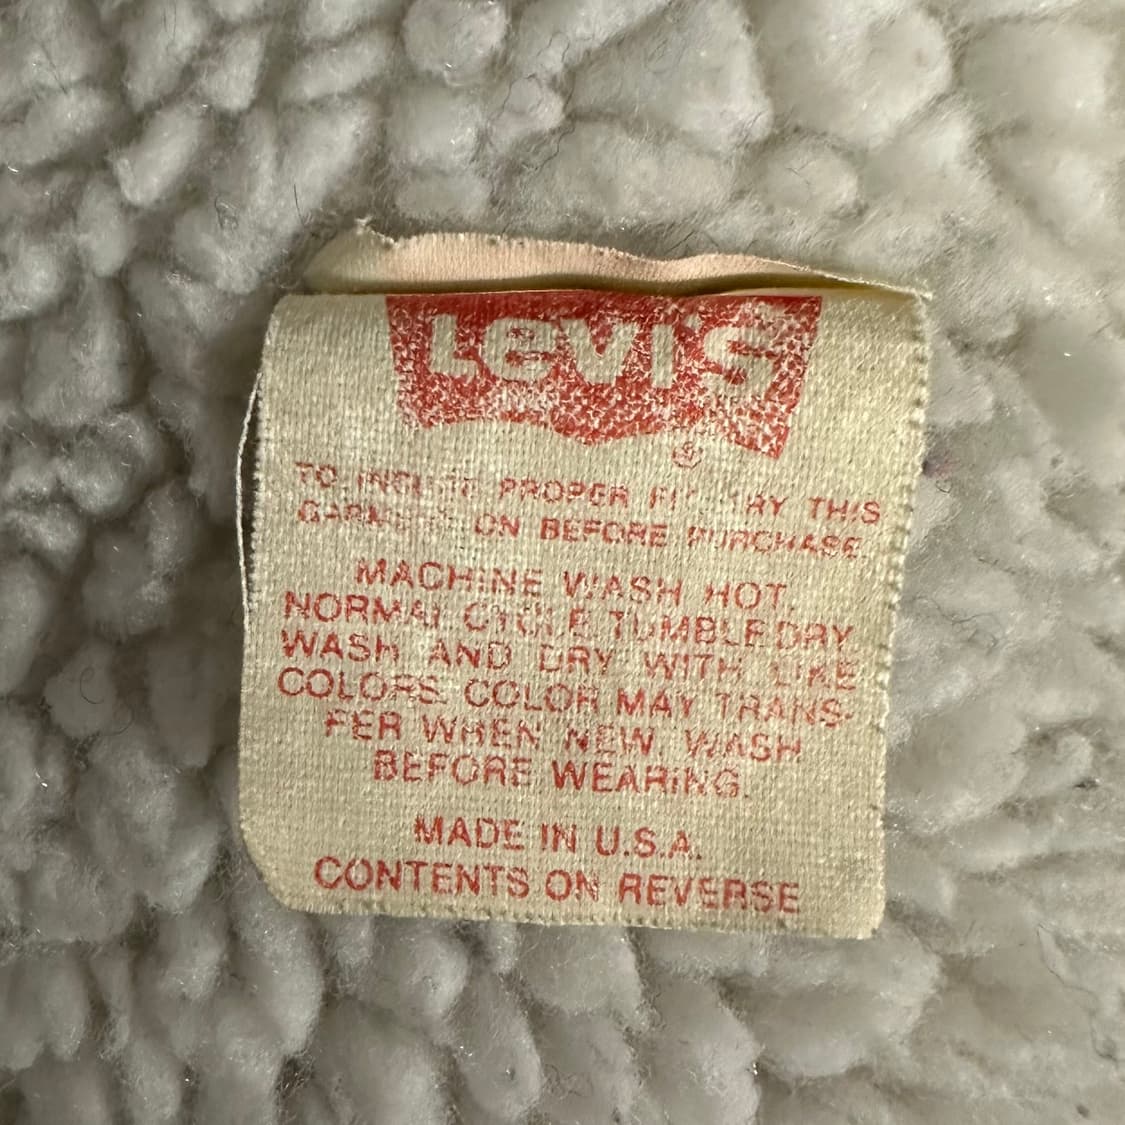 LEVI'S
®
TO INSURE PROPER FIT TRY THIS
GARMENT ON BEFORE PURCHASE.
MACHINE WASH HOT,
NORMAL CYCLE TUMBLE DRY
WASH AND DRY WITH LIKE
COLORS. COLOR MAY TRANS-
FER WHEN NEW. WASH
BEFORE WEARING.
MADE IN U.S.A.
CONTENTS ON REVERSE